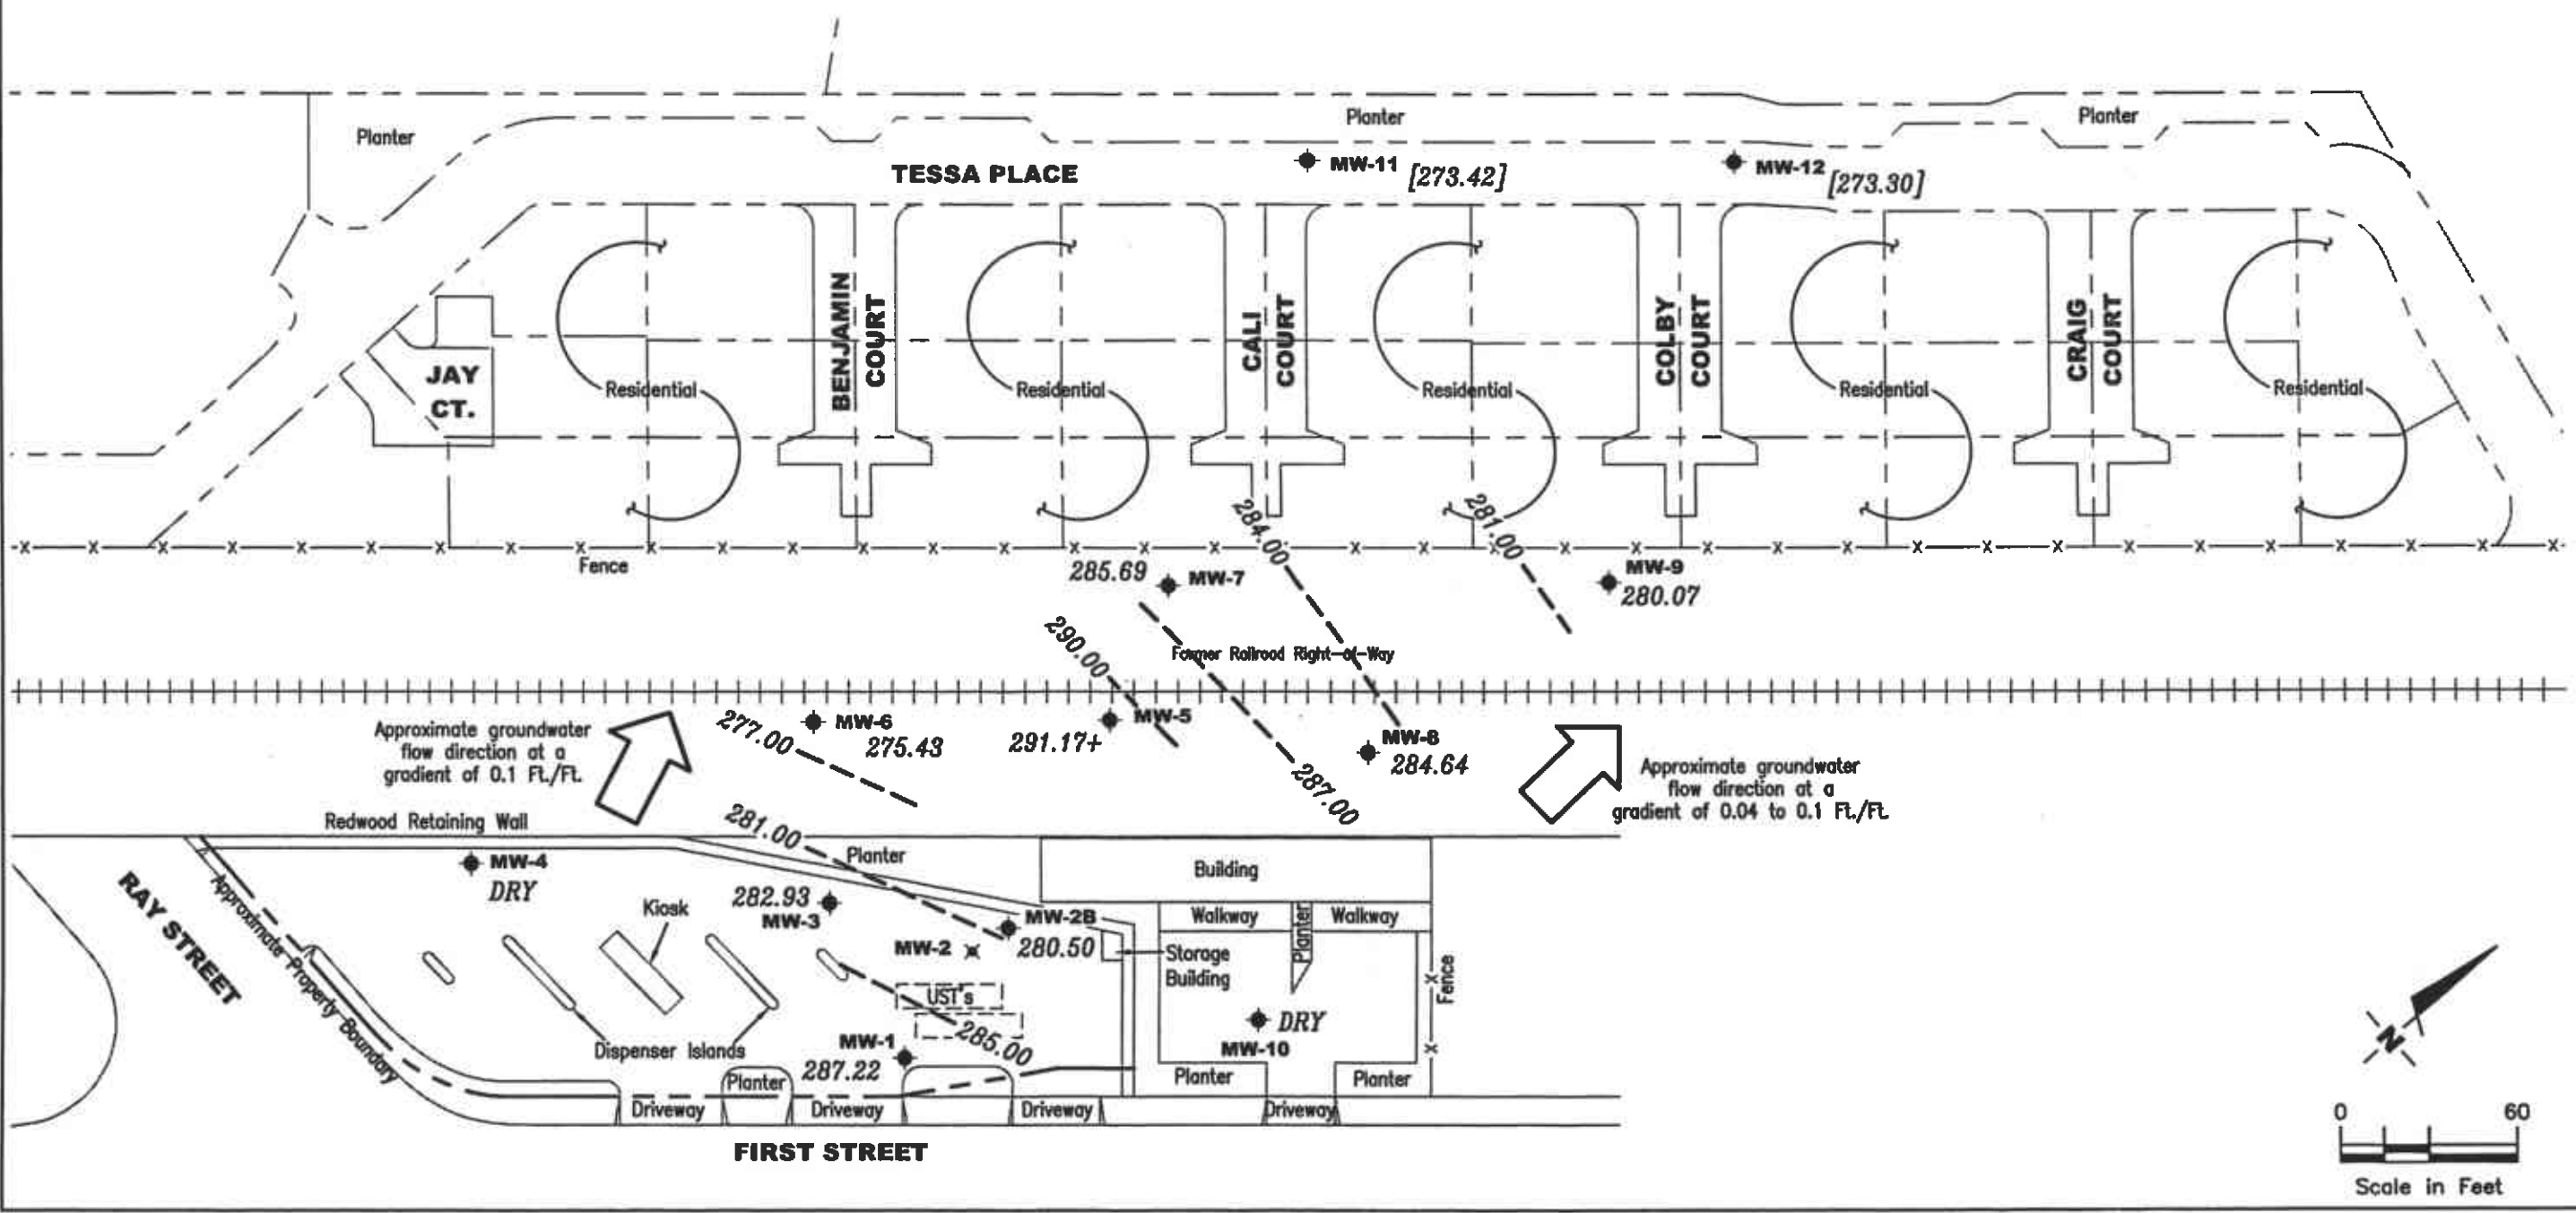 Planter
Planter
Planter
TESSA PLACE
MW-11
[273.42]
MW-12
[273.30]
BENJAMIN
COURT
CALI
COURT
COLBY
COURT
CRAIG
COURT
JAY
CT.
Residential
Residential
Residential
Residential
Residential
284.00
281.00
Fence
285.69
MW-7
MW-9
280.07
290.00
Former Railroad Right-of-Way
Approximate groundwater
flow direction at a
gradient of 0.1 Ft./Ft.
277.00
MW-6
275.43
MW-5
291.17+
MW-8
284.64
287.00
Approximate groundwater
flow direction at a
gradient of 0.04 to 0.1 Ft./Ft.
Redwood Retaining Wall
281.00
Planter
Building
MW-4
DRY
RAY STREET
Approximate Property Boundary
Kiosk
282.93
MW-3
MW-2B
280.50
MW-2
Walkway
Planter
Walkway
Storage
Building
Fence
UST's
285.00
Dispenser Islands
MW-1
287.22
DRY
MW-10
Planter
Planter
Planter
Driveway
Driveway
Driveway
Driveway
FIRST STREET
N
0
60
Scale in Feet
X